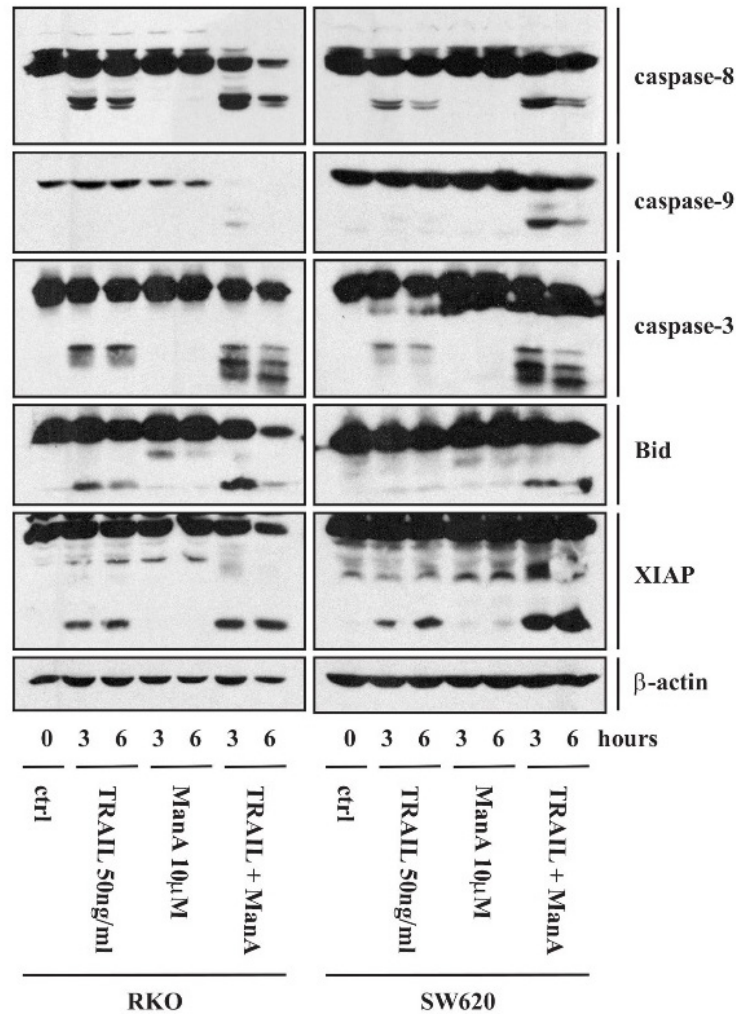 caspase-8
caspase-9
caspase-3
Bid
XIAP
β-actin
0 3 6 3 6 3 6 0 3 6 3 6 3 6 hours
ctrl
TRAIL 50ng/ml
ManA 10μM
TRAIL + ManA
ctrl
TRAIL 50ng/ml
ManA 10μM
TRAIL + ManA
RKO
SW620